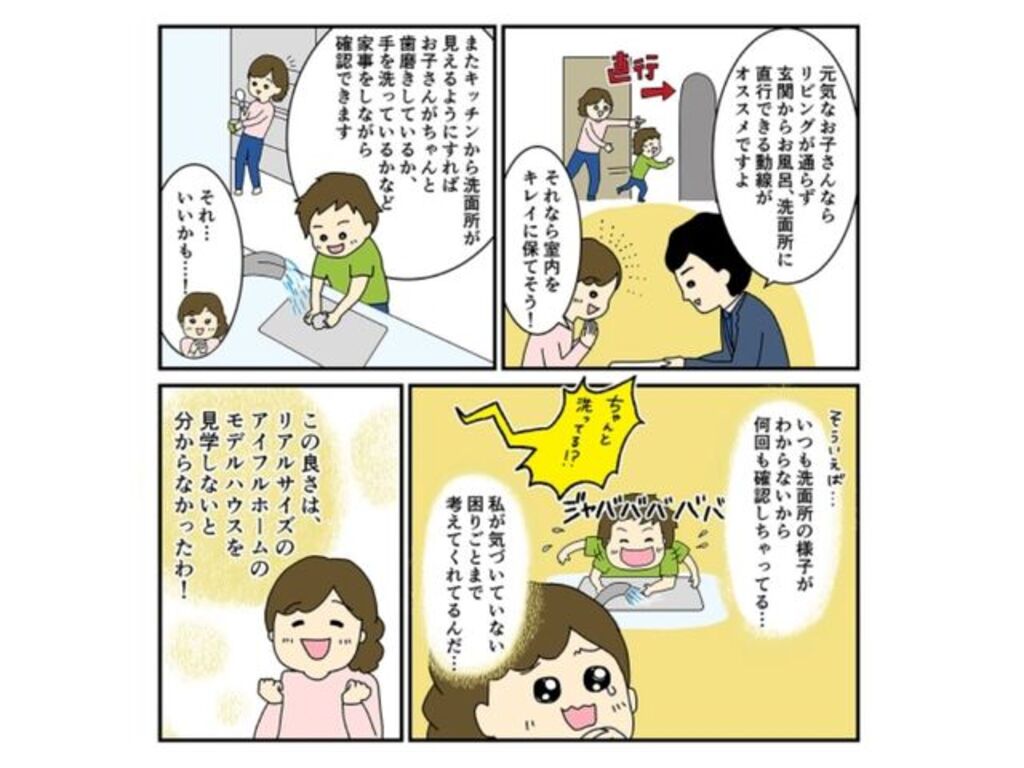 元気なお子さんなら
リビングが通らず
玄関からお風呂、洗面所に
直行できる動線が
オススメですよ
直行
それなら室内を
キレイに保てそう!
またキッチンから洗面所が
見えるようにすれば
お子さんがちゃんと
歯磨きしているか、
手を洗っているかなど
家事をしながら
確認できます
それ…
いいかも…!
そういえば…
いつも洗面所の様子が
わからないから
何回も確認しちゃってる…
ちゃんと
洗ってる!?
ジャバババババ
私が気づいていない
困りごとまで
考えてくれてるんだ…
この良さは、
リアルサイズの
アイフルホームの
モデルハウスを
見学しないと
分からなかったわ!